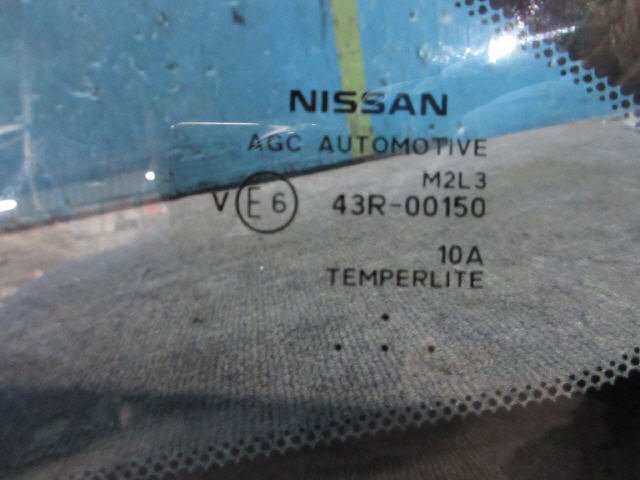 NISSAN
AGC AUTOMOTIVE
M2L3
V E6 43R-00150
10A
TEMPERLITE